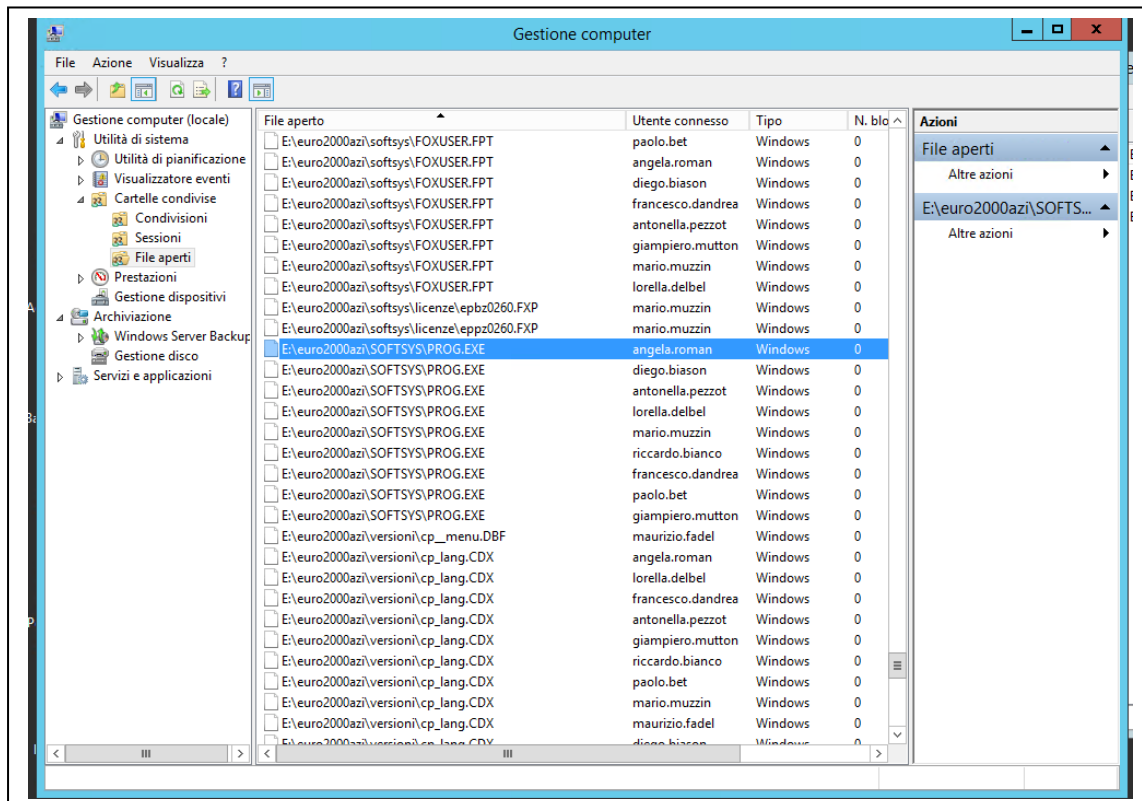 Gestione computer
File Azione Visualizza ?
Gestione computer (locale)
Utilità di sistema
Utilità di pianificazione
Visualizzatore eventi
Cartelle condivise
Condivisioni
Sessioni
File aperti
Prestazioni
Gestione dispositivi
Archiviazione
Windows Server Backup
Gestione disco
Servizi e applicazioni
File aperto Utente connesso Tipo N. blo
E:\euro2000azi\softsys\FOXUSER.FPT paolo.bet Windows 0
E:\euro2000azi\softsys\FOXUSER.FPT angela.roman Windows 0
E:\euro2000azi\softsys\FOXUSER.FPT diego.biason Windows 0
E:\euro2000azi\softsys\FOXUSER.FPT francesco.dandrea Windows 0
E:\euro2000azi\softsys\FOXUSER.FPT antonella.pezzot Windows 0
E:\euro2000azi\softsys\FOXUSER.FPT giampiero.mutton Windows 0
E:\euro2000azi\softsys\FOXUSER.FPT mario.muzzin Windows 0
E:\euro2000azi\softsys\FOXUSER.FPT lorella.delbel Windows 0
E:\euro2000azi\softsys\licenze\epbz0260.FXP mario.muzzin Windows 0
E:\euro2000azi\softsys\licenze\eppz0260.FXP mario.muzzin Windows 0
E:\euro2000azi\SOFTSYS\PROG.EXE angela.roman Windows 0
E:\euro2000azi\SOFTSYS\PROG.EXE diego.biason Windows 0
E:\euro2000azi\SOFTSYS\PROG.EXE antonella.pezzot Windows 0
E:\euro2000azi\SOFTSYS\PROG.EXE lorella.delbel Windows 0
E:\euro2000azi\SOFTSYS\PROG.EXE mario.muzzin Windows 0
E:\euro2000azi\SOFTSYS\PROG.EXE riccardo.bianco Windows 0
E:\euro2000azi\SOFTSYS\PROG.EXE francesco.dandrea Windows 0
E:\euro2000azi\SOFTSYS\PROG.EXE paolo.bet Windows 0
E:\euro2000azi\SOFTSYS\PROG.EXE giampiero.mutton Windows 0
E:\euro2000azi\versioni\cp__menu.DBF maurizio.fadel Windows 0
E:\euro2000azi\versioni\cp_lang.CDX angela.roman Windows 0
E:\euro2000azi\versioni\cp_lang.CDX lorella.delbel Windows 0
E:\euro2000azi\versioni\cp_lang.CDX francesco.dandrea Windows 0
E:\euro2000azi\versioni\cp_lang.CDX antonella.pezzot Windows 0
E:\euro2000azi\versioni\cp_lang.CDX giampiero.mutton Windows 0
E:\euro2000azi\versioni\cp_lang.CDX riccardo.bianco Windows 0
E:\euro2000azi\versioni\cp_lang.CDX paolo.bet Windows 0
E:\euro2000azi\versioni\cp_lang.CDX mario.muzzin Windows 0
E:\euro2000azi\versioni\cp_lang.CDX maurizio.fadel Windows 0
E:\euro2000azi\versioni\cp_lang.CDX diego.biason Windows 0
Azioni
File aperti
Altre azioni
E:\euro2000azi\SOFTS...
Altre azioni